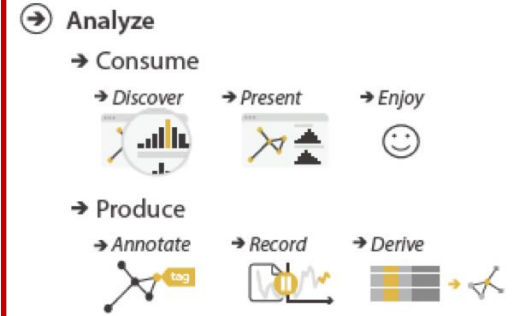 Analyze
Consume
Discover Present Enjoy
Produce
Annotate Record Derive
tag